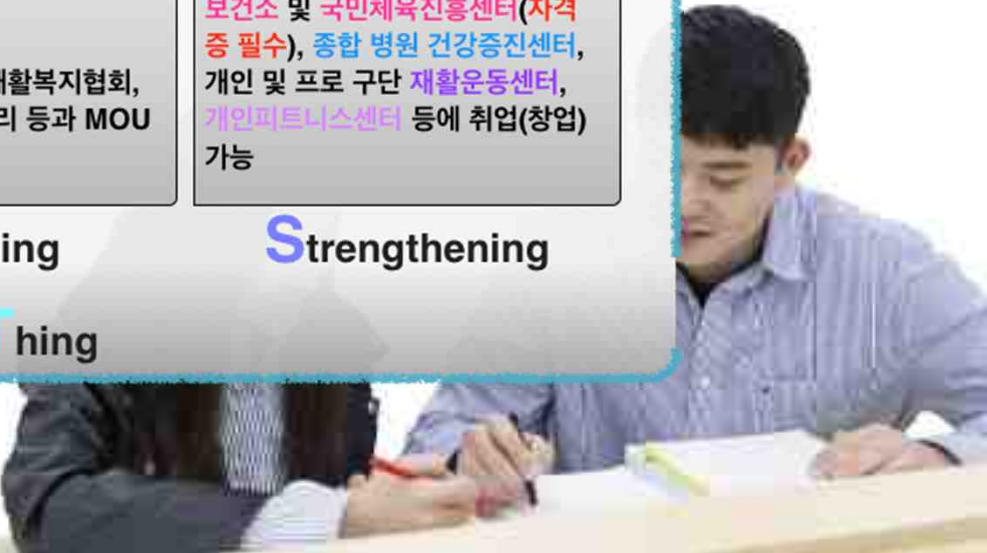 보건소 및 국민체육진흥센터(자격
증 필수), 종합 병원 건강증진센터,
개인 및 프로 구단 재활운동센터,
개인피트니스센터 등에 취업(창업)
가능
활복지협회,
리 등과 MOU
ing
Strengthening
Thing